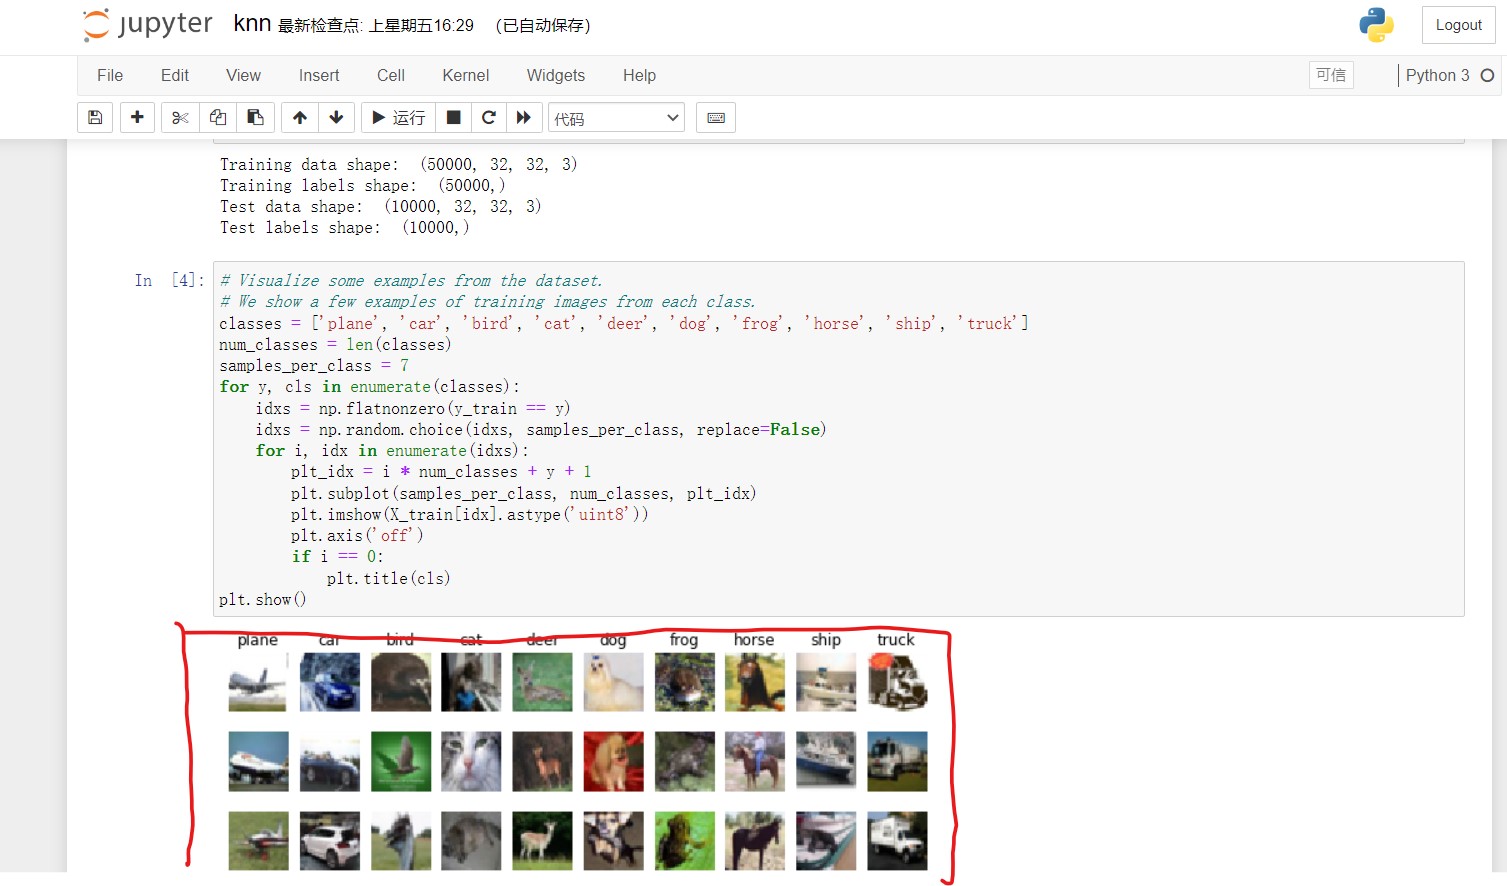 jupyter knn 最新检查点: 上星期五16:29 (已自动保存) Logout
File Edit View Insert Cell Kernel Widgets Help 可信 Python 3
运行 代码
Training data shape:  (50000, 32, 32, 3)
Training labels shape:  (50000,)
Test data shape:  (10000, 32, 32, 3)
Test labels shape:  (10000,)
In [4]:
# Visualize some examples from the dataset.
# We show a few examples of training images from each class.
classes = ['plane', 'car', 'bird', 'cat', 'deer', 'dog', 'frog', 'horse', 'ship', 'truck']
num_classes = len(classes)
samples_per_class = 7
for y, cls in enumerate(classes):
    idxs = np.flatnonzero(y_train == y)
    idxs = np.random.choice(idxs, samples_per_class, replace=False)
    for i, idx in enumerate(idxs):
        plt_idx = i * num_classes + y + 1
        plt.subplot(samples_per_class, num_classes, plt_idx)
        plt.imshow(X_train[idx].astype('uint8'))
        plt.axis('off')
        if i == 0:
            plt.title(cls)
plt.show()
plane car bird cat deer dog frog horse ship truck